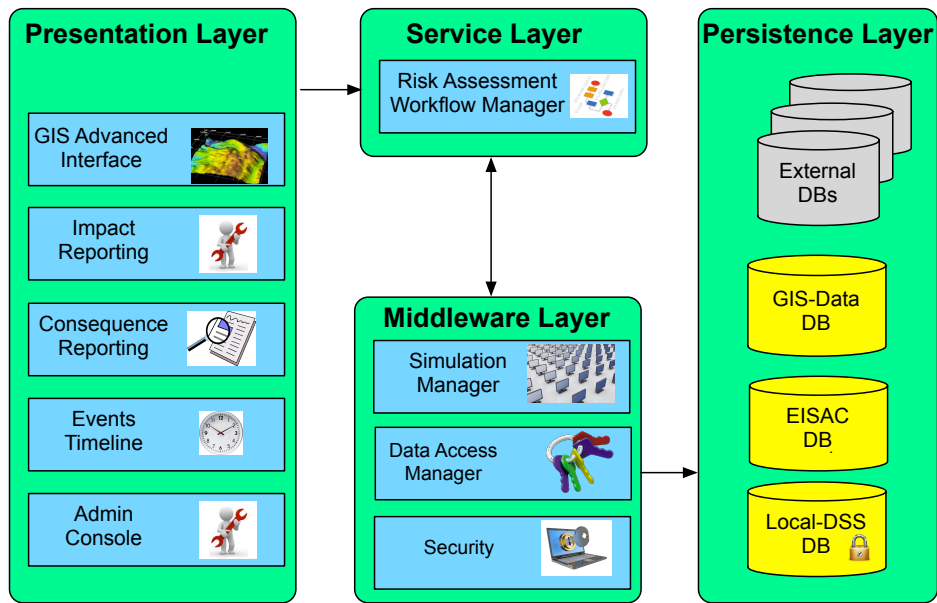 Presentation Layer
GIS Advanced
Interface
Impact
Reporting
Consequence
Reporting
Events
Timeline
Admin
Console
Service Layer
Risk Assessment
Workflow Manager
Middleware Layer
Simulation
Manager
Data Access
Manager
Security
Persistence Layer
External
DBs
GIS-Data
DB
EISAC
DB
Local-DSS
DB